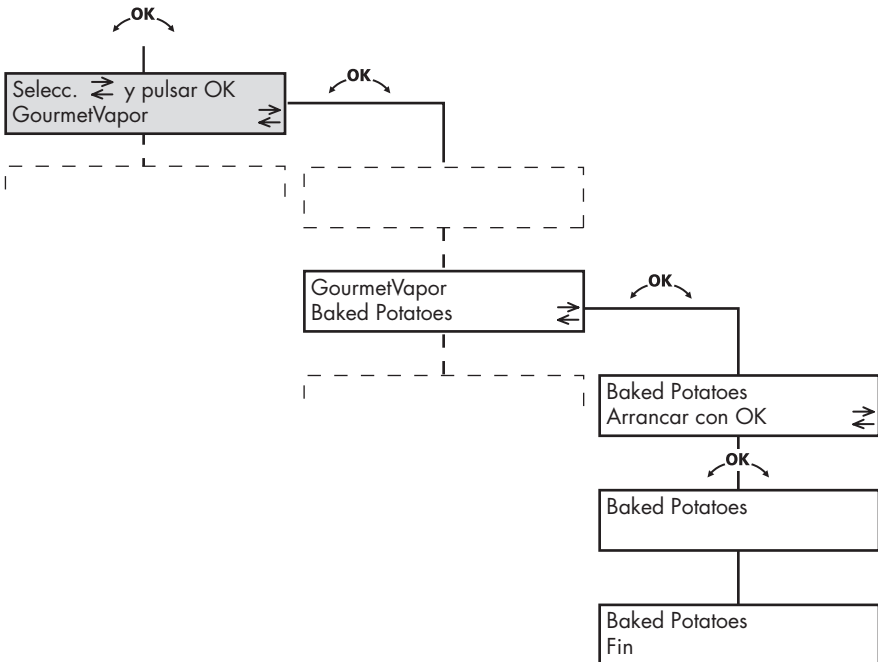 OK
Selecc. ⇄ y pulsar OK
GourmetVapor
OK
GourmetVapor
Baked Potatoes
OK
Baked Potatoes
Arrancar con OK
OK
Baked Potatoes
Baked Potatoes
Fin